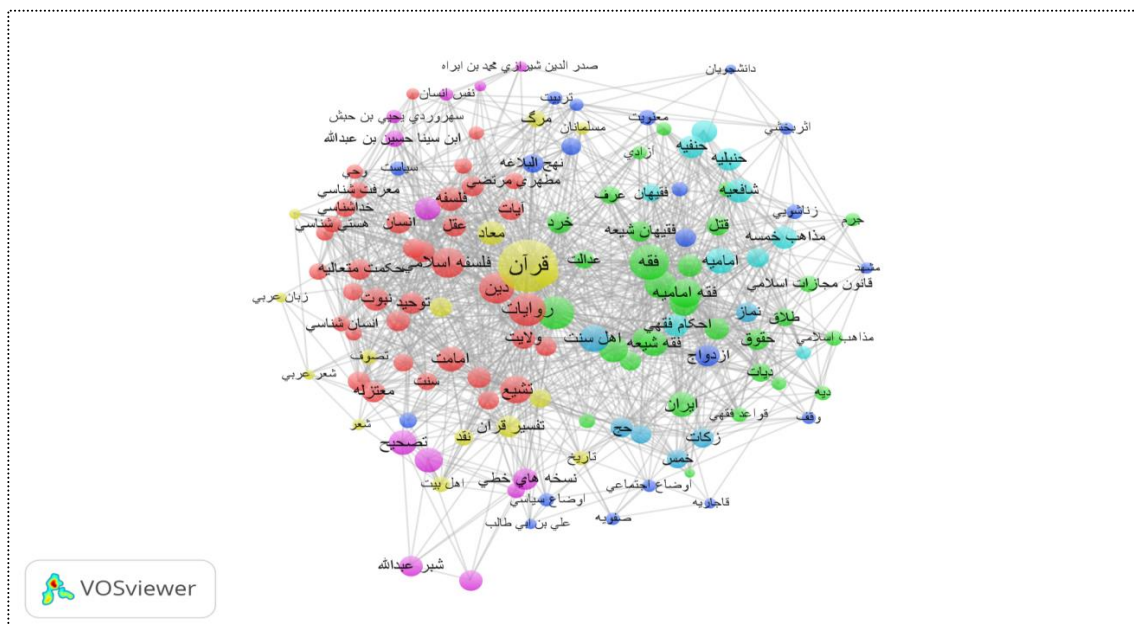 صدر الدين شيرازي محمد بن ابراه
دانشجويان
نفس انسان
تربيت
سهروردي يحيي بن حبش
مرگ
معنويت
اثربخشي
مسلمانان
ابن سينا حسين بن عبدالله
حنفيه
آزادي
حنبليه
سياست
نهج البلاغه
وحي
مطهري مرتضي
معرفت شناسي
فلسفه
فقيهان
شافعيه
عرف
خداشناسي
آيات
زناشويي
انسان
عقل
خرد
قتل
جرم
هستي شناسي
معاد
فقيهان شيعه
مذاهب خمسه
قرآن
فقه
عدالت
اماميه
فلسفه اسلامي
حكمت متعاليه
مشهد
دين
قانون مجازات اسلامي
فقه اماميه
زبان عربي
نبوت
توحيد
روايات
نماز
طلاق
انسان شناسي
احكام فقهي
ولايت
اهل سنت
فقه شيعه
حقوق
مذاهب اسلامي
تصوف
امامت
ازدواج
شعر عربي
سنت
ديات
معتزله
تشيع
ديه
ايران
شعر
تفسير قرآن
قواعد فقهي
وقف
نقد
حج
زكات
تصحيح
تاريخ
خمس
اهل بيت
نسخه هاي خطي
اوضاع اجتماعي
اوضاع سياسي
قاجاريه
صفويه
علي بن ابي طالب
شبر عبدالله
VOSviewer